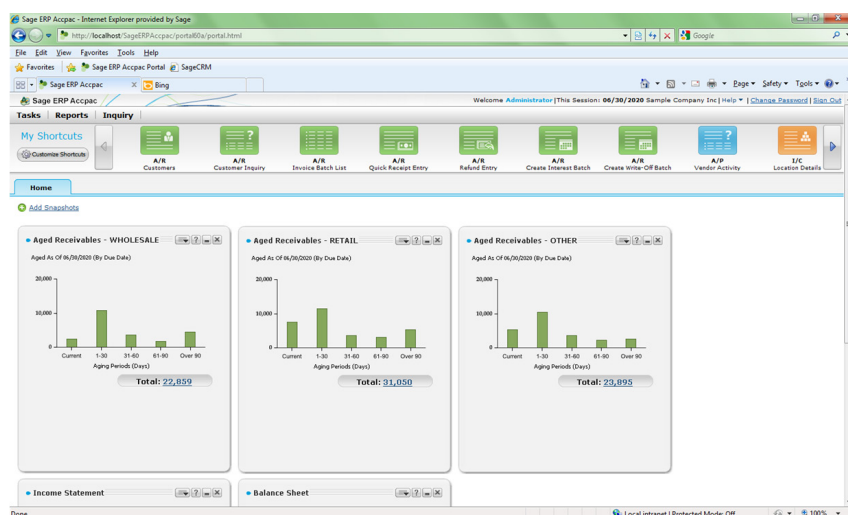 Sage ERP Accpac - Internet Explorer provided by Sage
http://localhost/SageERPAccpac/portal60a/portal.html
Google
File Edit View Favorites Tools Help
Favorites Sage ERP Accpac Portal SageCRM
Sage ERP Accpac X Bing
Page Safety Tools
Sage ERP Accpac
Welcome Administrator |This Session: 06/30/2020 Sample Company Inc| Help | Change Password | Sign Out
Tasks Reports Inquiry
My Shortcuts
Customize Shortcuts
A/R Customers
A/R Customer Inquiry
A/R Invoice Batch List
A/R Quick Receipt Entry
A/R Refund Entry
A/R Create Interest Batch
A/R Create Write-Off Batch
A/P Vendor Activity
I/C Location Details
Home
Add Snapshots
Aged Receivables - WHOLESALE
Aged As Of 06/30/2020 (By Due Date)
20,000
10,000
0
Current 1-30 31-60 61-90 Over 90
Aging Periods (Days)
Total: 22,859
Aged Receivables - RETAIL
Aged As Of 06/30/2020 (By Due Date)
20,000
10,000
0
Current 1-30 31-60 61-90 Over 90
Aging Periods (Days)
Total: 31,050
Aged Receivables - OTHER
Aged As Of 06/30/2020 (By Due Date)
20,000
10,000
0
Current 1-30 31-60 61-90 Over 90
Aging Periods (Days)
Total: 23,895
Income Statement
Balance Sheet
Done
Local intranet | Protected Mode: Off
100%